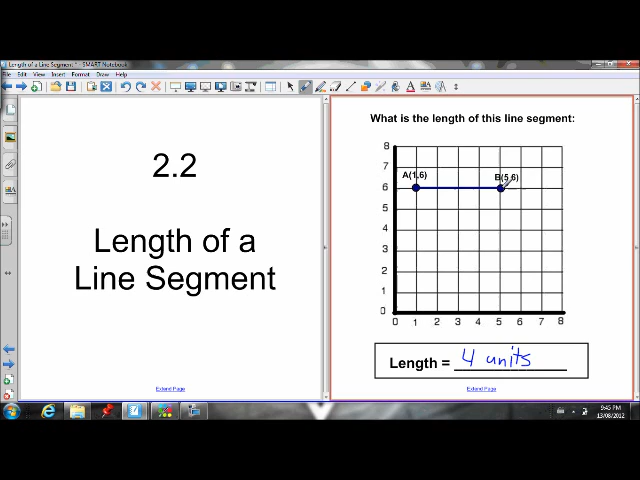 Length of a Line Segment * - SMART Notebook
File Edit View Insert Format Draw Help
2.2
Length of a
Line Segment
Extend Page
What is the length of this line segment:
8
7
A(1,6) B(5,6)
6
5
4
3
2
1
0
0 1 2 3 4 5 6 7 8
Length = 4 units
Extend Page
9:45 PM
13/08/2012